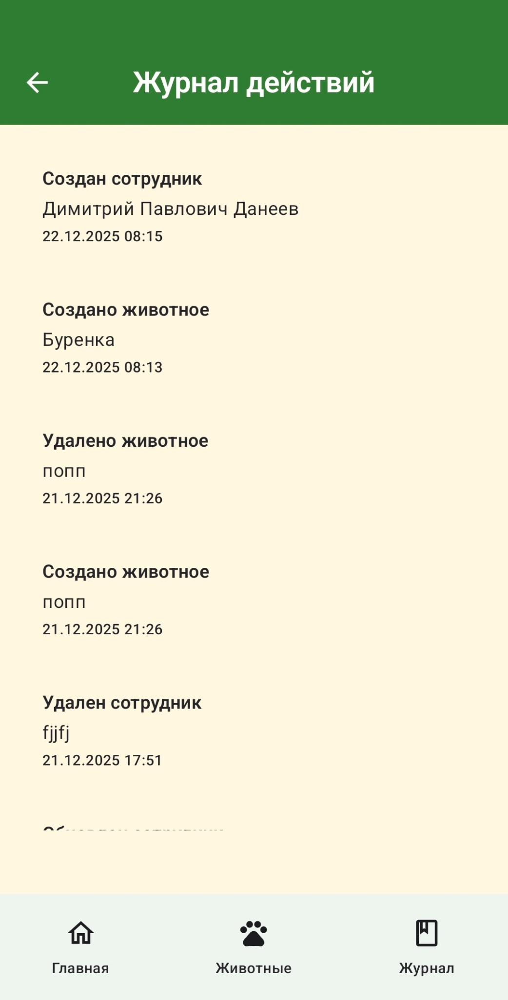 Журнал действий
Создан сотрудник
Димитрий Павлович Данеев
22.12.2025 08:15
Создано животное
Буренка
22.12.2025 08:13
Удалено животное
попп
21.12.2025 21:26
Создано животное
попп
21.12.2025 21:26
Удален сотрудник
fjjfj
21.12.2025 17:51
Главная
Животные
Журнал